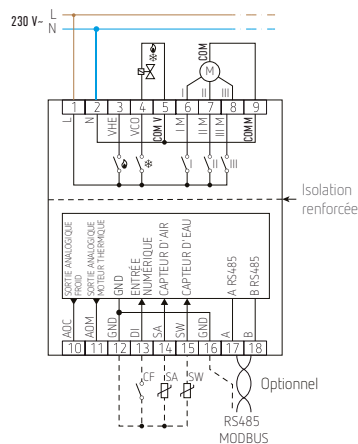 L
230 V~
N
COM
M
I
II
III
1
2
3
4
5
6
7
8
9
L
N
VHE
VCO
COM V
I M
II M
III M
COM M
I
II
III
Isolation
renforcée
SORTIE ANALOGIQUE
FROID
SORTIE ANALOGIQUE
MOTEUR THERMIQUE
GND
ENTRÉE
NUMÉRIQUE
CAPTEUR D'AIR
CAPTEUR D'EAU
A RS485
B RS485
AOC
AOM
GND
DI
SA
SW
GND
A
B
10
11
12
13
14
15
16
17
18
CF
SA
SW
Optionnel
RS485
MODBUS